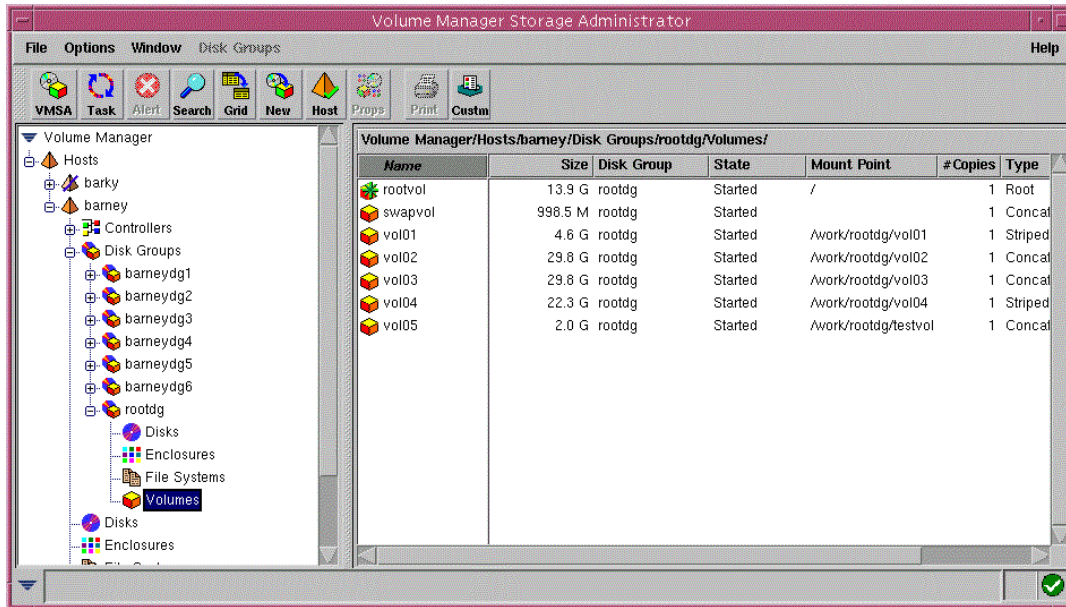 Volume Manager Storage Administrator
File Options Window Disk Groups Help
VMSA Task Alert Search Grid New Host Props Print Custm
Volume Manager
Hosts
barky
barney
Controllers
Disk Groups
barneydg1
barneydg2
barneydg3
barneydg4
barneydg5
barneydg6
rootdg
Disks
Enclosures
File Systems
Volumes
Disks
Enclosures
Volume Manager/Hosts/barney/Disk Groups/rootdg/Volumes/
Name Size Disk Group State Mount Point #Copies Type
rootvol 13.9 G rootdg Started / 1 Root
swapvol 998.5 M rootdg Started 1 Concat
vol01 4.6 G rootdg Started /work/rootdg/vol01 1 Striped
vol02 29.8 G rootdg Started /work/rootdg/vol02 1 Concat
vol03 29.8 G rootdg Started /work/rootdg/vol03 1 Concat
vol04 22.3 G rootdg Started /work/rootdg/vol04 1 Striped
vol05 2.0 G rootdg Started /work/rootdg/testvol 1 Concat